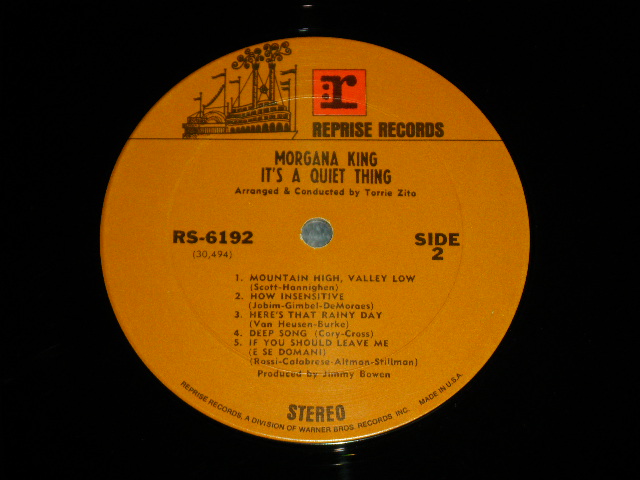 r:
REPRISE RECORDS
MORGANA KING
IT'S A QUIET THING
Arranged & Conducted by Torrie Zito
RS-6192
(30,494)
SIDE
2
1. MOUNTAIN HIGH, VALLEY LOW
(Scott-Hannighen)
2. HOW INSENSITIVE
(Jobim-Gimbel-DeMoraes)
3. HERE'S THAT RAINY DAY
(Van Heusen-Burke)
4. DEEP SONG (Cory-Cross)
5. IF YOU SHOULD LEAVE ME
(E SE DOMANI)
(Rossi-Calabrese-Altman-Stillman)
Produced by Jimmy Bowen
STEREO
REPRISE RECORDS, A DIVISION OF WARNER BROS. RECORDS, INC. MADE IN U.S.A.